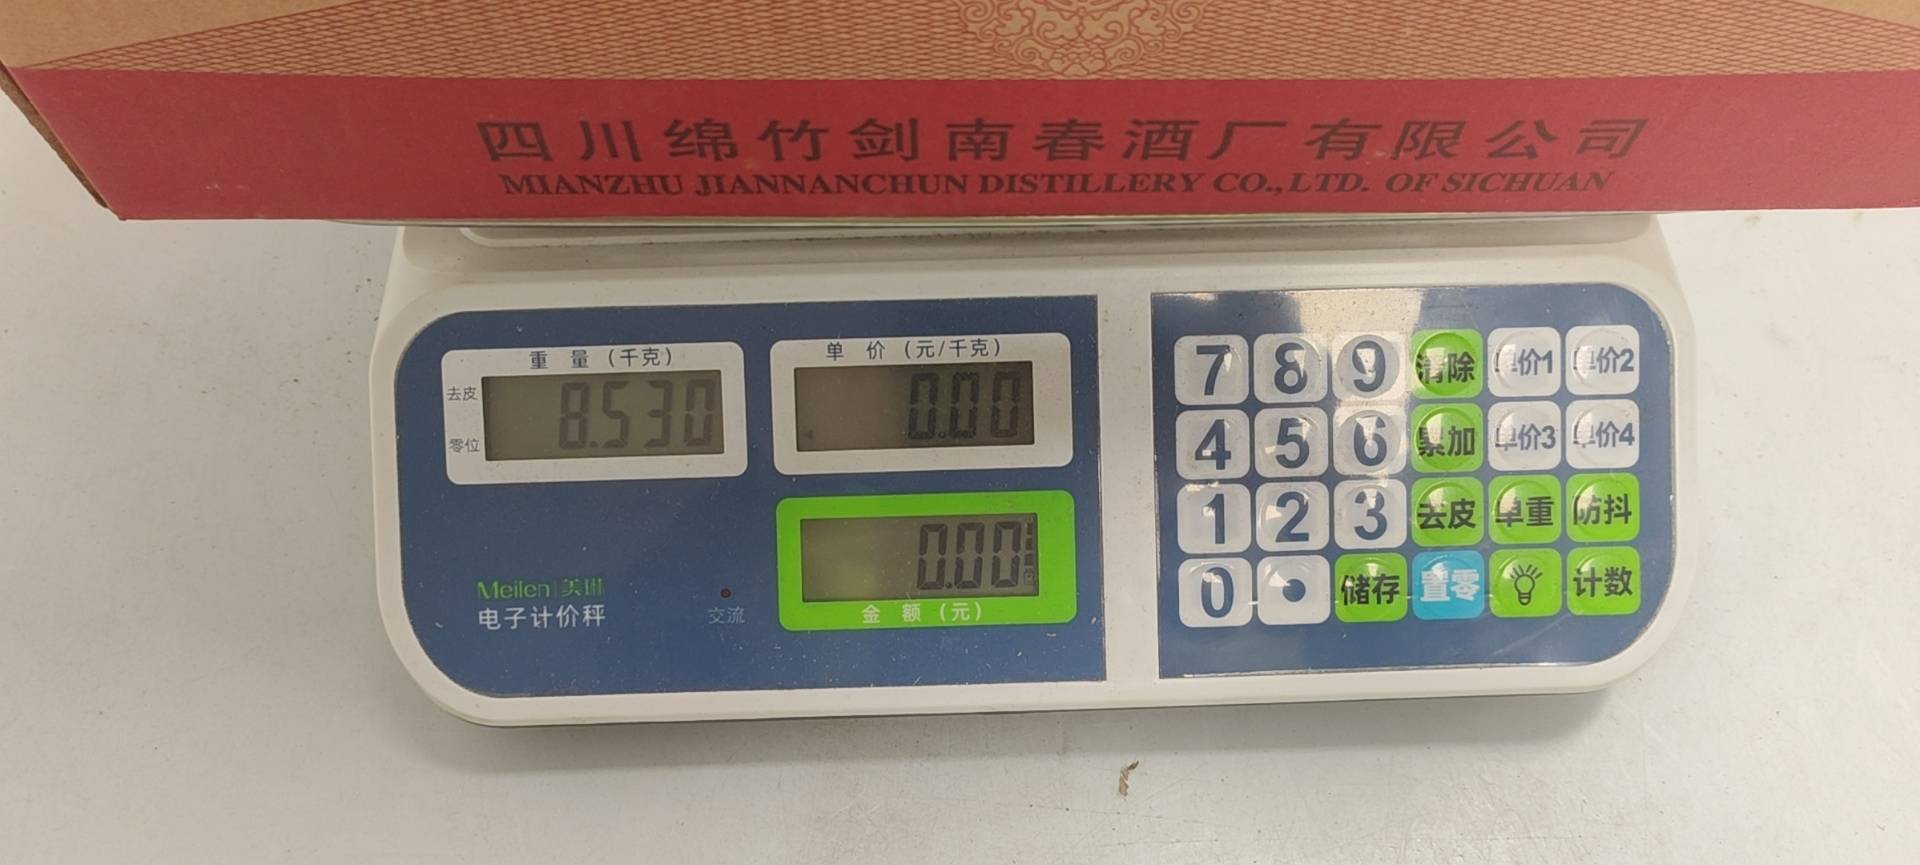 四川绵竹剑南春酒厂有限公司
MIANZHU JIANNANCHUN DISTILLERY CO.,LTD. OF SICHUAN
重 量 (千克)
去皮
零位
8.530
单 价 (元/千克)
0.00
0.00
金 额 (元)
Meilen|美琳
电子计价秤
交流
7 8 9 清除 单价1 单价2
4 5 6 累加 单价3 单价4
1 2 3 去皮 单重 防抖
0 • 储存 置零 计数